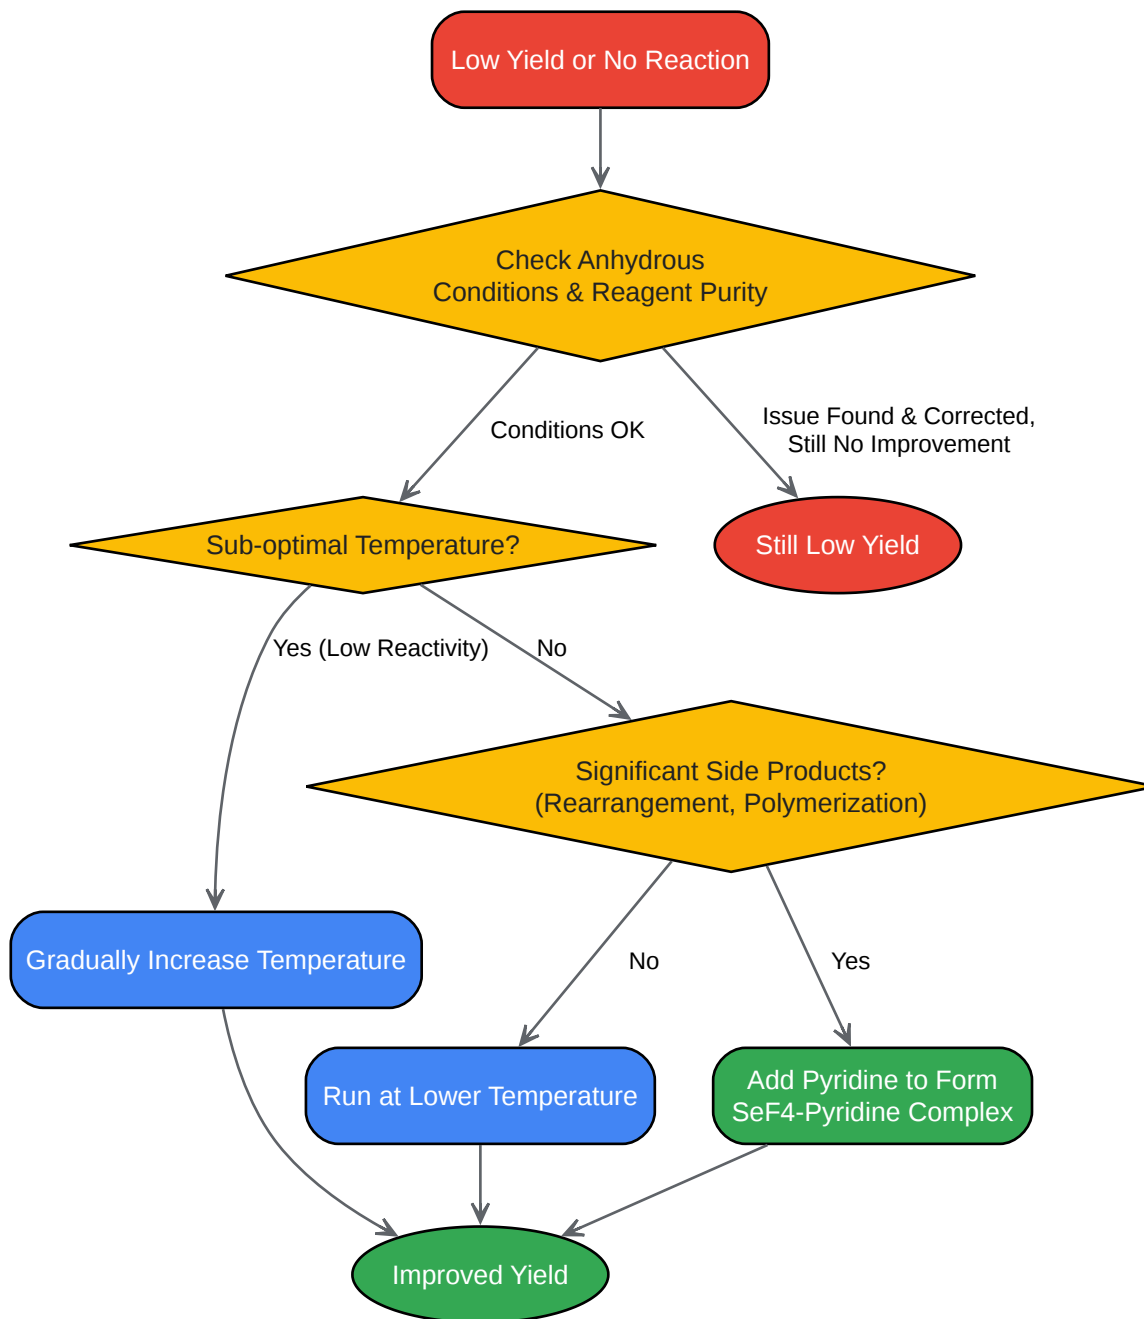 Low Yield or No Reaction
Check Anhydrous
Conditions & Reagent Purity
Conditions OK
Issue Found & Corrected,
Still No Improvement
Sub-optimal Temperature?
Still Low Yield
Yes (Low Reactivity)
No
Significant Side Products?
(Rearrangement, Polymerization)
Gradually Increase Temperature
No
Yes
Run at Lower Temperature
Add Pyridine to Form
SeF4-Pyridine Complex
Improved Yield